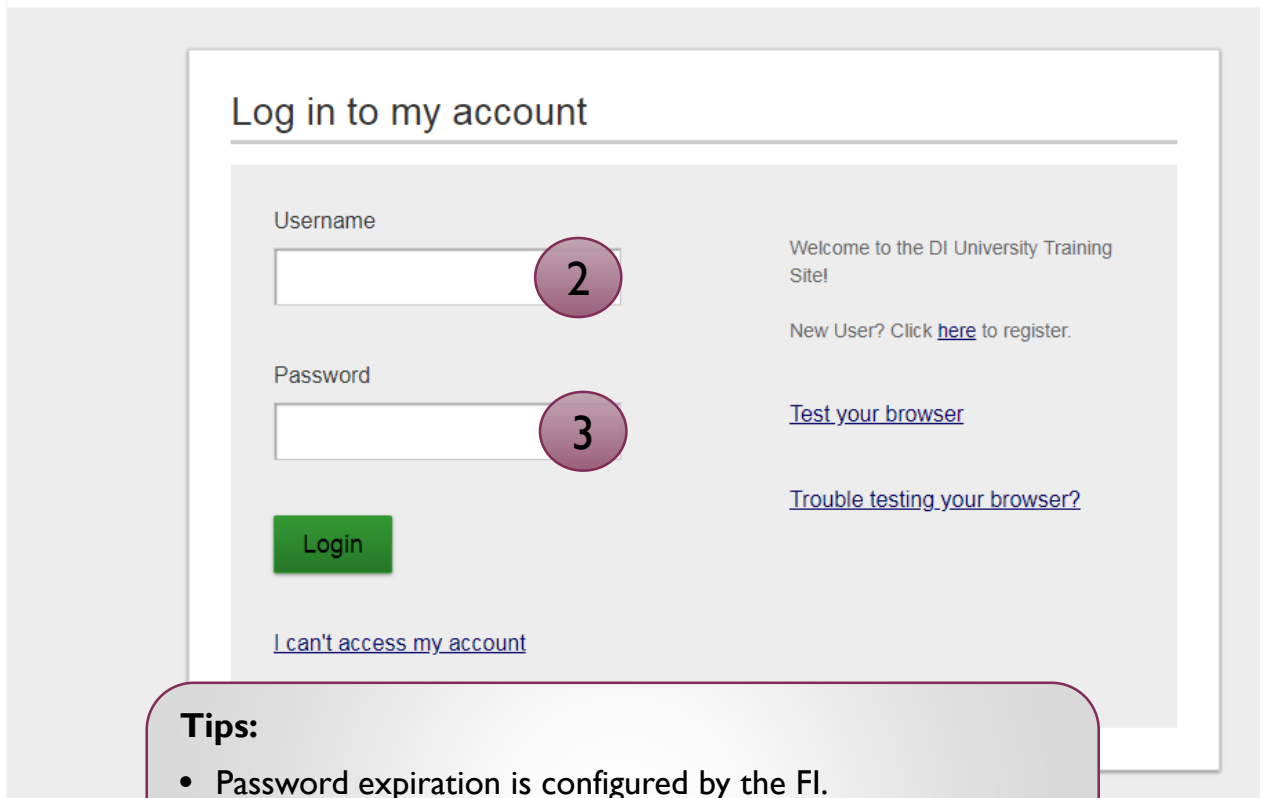 Log in to my account
Username
2
Password
3
Login
I can't access my account
Welcome to the DI University Training
Site!
New User? Click here to register.
Test your browser
Trouble testing your browser?
Tips:
• Password expiration is configured by the FI.